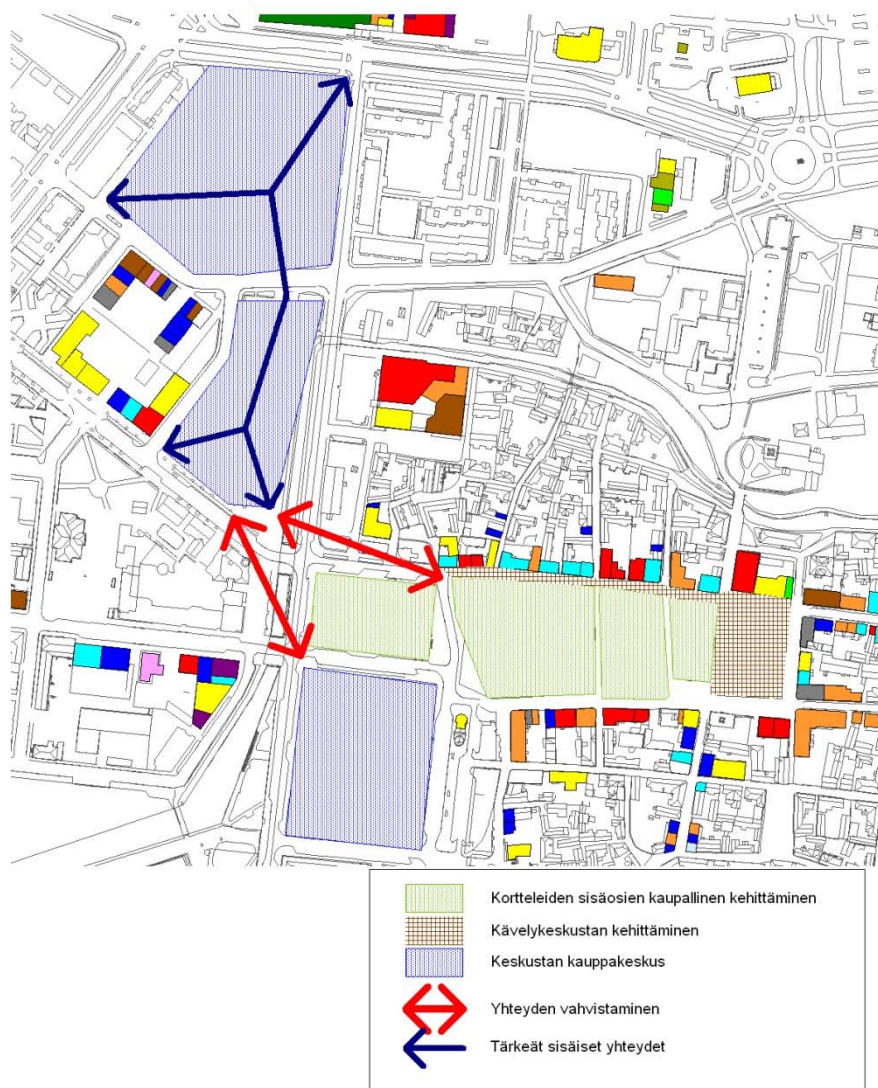 Kortteleiden sisäosien kaupallinen kehittäminen
Kävelykeskustan kehittäminen
Keskustan kauppakeskus
Yhteyden vahvistaminen
Tärkeät sisäiset yhteydet